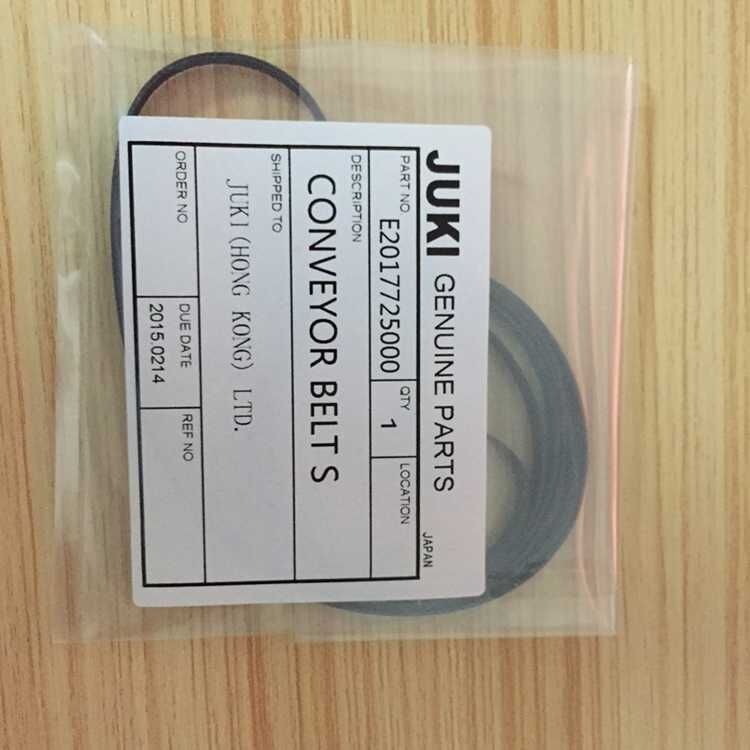 JUKI GENUINE PARTS
JAPAN
PART NO. QTY LOCATION
E2017725000 1
DESCRIPTION
CONVEYOR BELT S
SHIPPED TO
JUKI (HONG KONG) LTD.
ORDER NO DUE DATE REF NO
2015.0214